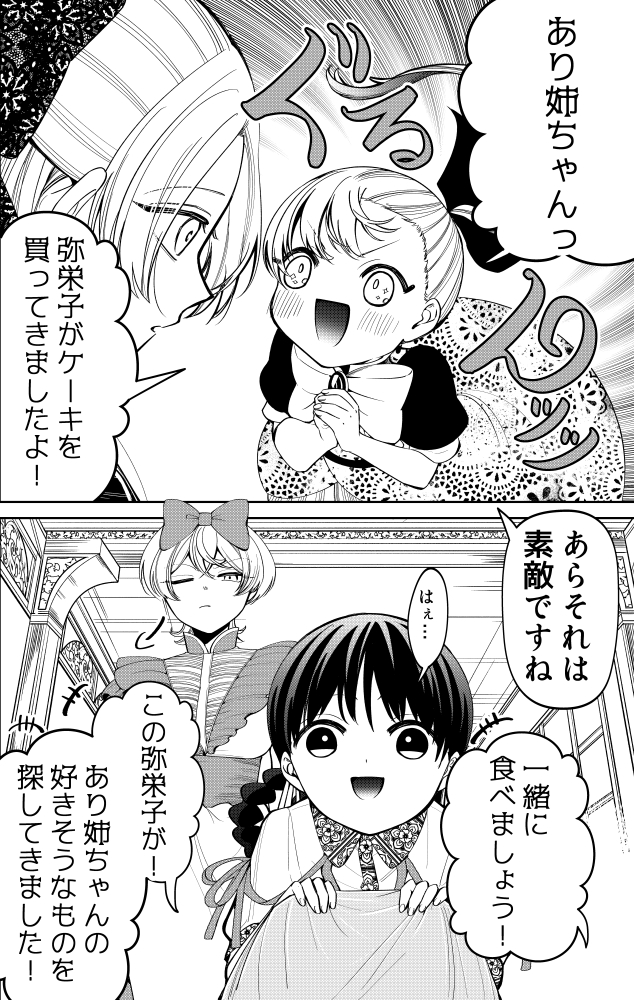 あり姉ちゃんっ
ぐる
弥栄子がケーキを
買ってきましたよ！
あらそれは
素敵ですね
はぇ…
一緒に
食べましょう！
この弥栄子が！
あり姉ちゃんの
好きそうなものを
探してきました！